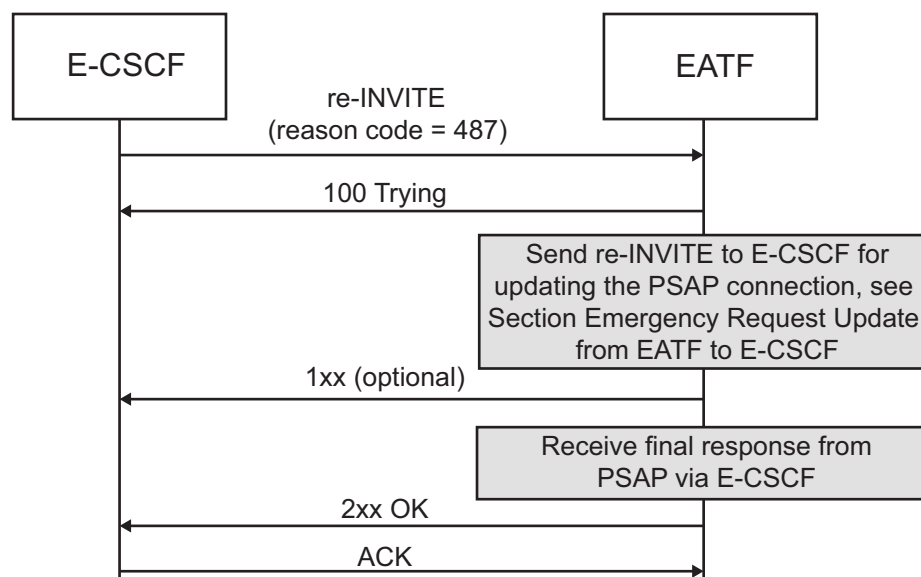 E-CSCF
EATF
re-INVITE
(reason code = 487)
100 Trying
Send re-INVITE to E-CSCF for
updating the PSAP connection, see
Section Emergency Request Update
from EATF to E-CSCF
1xx (optional)
Receive final response from
PSAP via E-CSCF
2xx OK
ACK